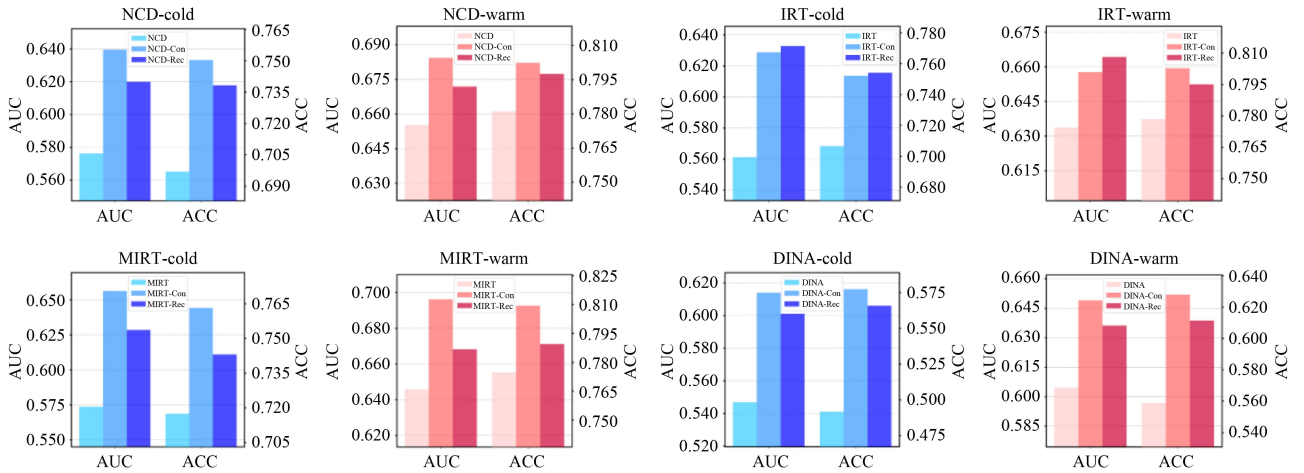 NCD-cold
AUC
0.640
0.620
0.600
0.580
0.560
NCD
NCD-Con
NCD-Rec
0.765
0.750
0.735
0.720
0.705
0.690
ACC
AUC ACC
NCD-warm
AUC
0.690
0.675
0.660
0.645
0.630
NCD
NCD-Con
NCD-Rec
0.810
0.800
0.780
0.765
0.750
ACC
AUC ACC
IRT-cold
AUC
0.640
0.620
0.600
0.580
0.560
0.540
IRT
IRT-Con
IRT-Rec
0.780
0.760
0.740
0.720
0.700
0.680
ACC
AUC ACC
IRT-warm
AUC
0.675
0.660
0.645
0.630
0.615
IRT
IRT-Con
IRT-Rec
0.810
0.795
0.780
0.765
0.750
ACC
AUC ACC
MIRT-cold
AUC
0.650
0.625
0.600
0.575
0.550
MIRT
MIRT-Con
MIRT-Rec
0.765
0.750
0.735
0.720
0.705
ACC
AUC ACC
MIRT-warm
AUC
0.700
0.680
0.660
0.640
0.620
MIRT
MIRT-Con
MIRT-Rec
0.825
0.810
0.795
0.780
0.765
0.750
ACC
AUC ACC
DINA-cold
AUC
0.620
0.600
0.580
0.560
0.540
0.520
DINA
DINA-Con
DINA-Rec
0.575
0.550
0.525
0.500
0.475
ACC
AUC ACC
DINA-warm
AUC
0.660
0.645
0.630
0.615
0.600
0.585
DINA
DINA-Con
DINA-Rec
0.640
0.620
0.600
0.580
0.560
0.540
ACC
AUC ACC